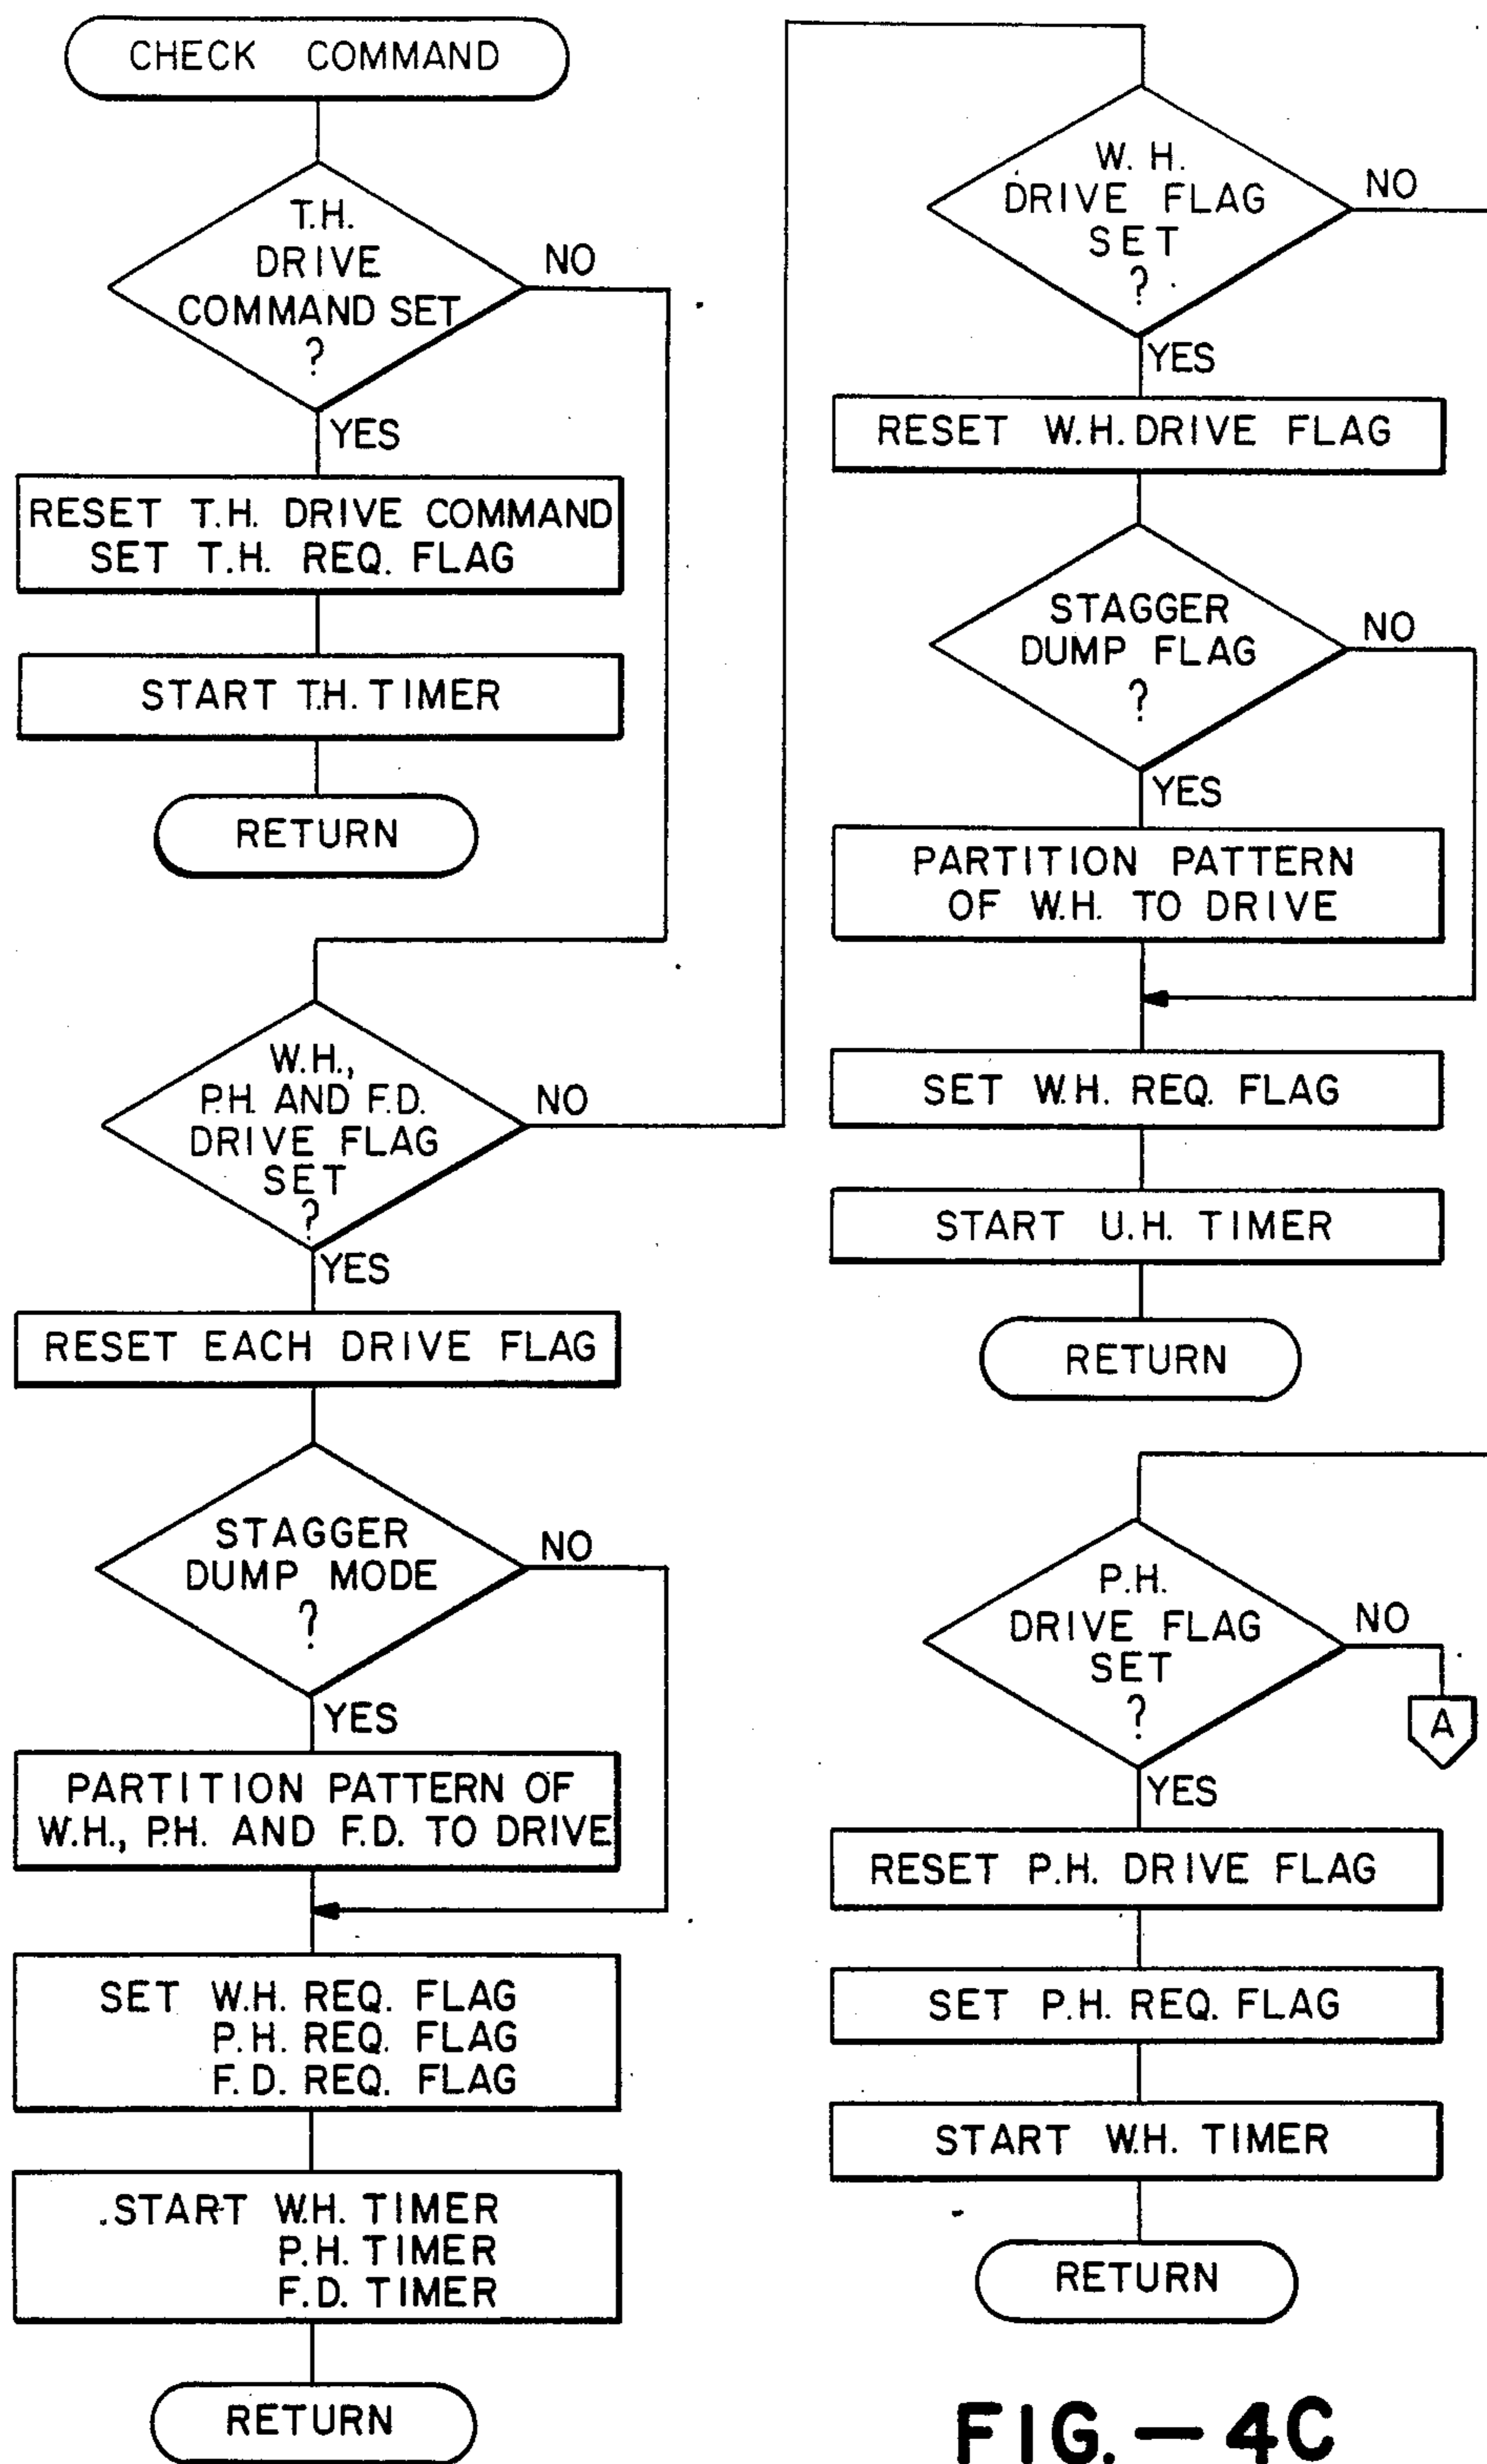 CHECK COMMAND
T.H.
DRIVE
COMMAND SET
?
NO
YES
RESET T.H. DRIVE COMMAND
SET T.H. REQ. FLAG
START T.H. TIMER
RETURN
W.H.,
P.H. AND F.D.
DRIVE FLAG
SET
?
NO
YES
RESET EACH DRIVE FLAG
STAGGER
DUMP MODE
?
NO
YES
PARTITION PATTERN OF
W.H., P.H. AND F.D. TO DRIVE
SET W.H. REQ. FLAG
P.H. REQ. FLAG
F.D. REQ. FLAG
START W.H. TIMER
P.H. TIMER
F.D. TIMER
RETURN
W.H.
DRIVE FLAG
SET
?
NO
YES
RESET W.H. DRIVE FLAG
STAGGER
DUMP FLAG
?
NO
YES
PARTITION PATTERN
OF W.H. TO DRIVE
SET W.H. REQ. FLAG
START U.H. TIMER
RETURN
P.H.
DRIVE FLAG
SET
?
NO
A
YES
RESET P.H. DRIVE FLAG
SET P.H. REQ. FLAG
START W.H. TIMER
RETURN
FIG.—4C